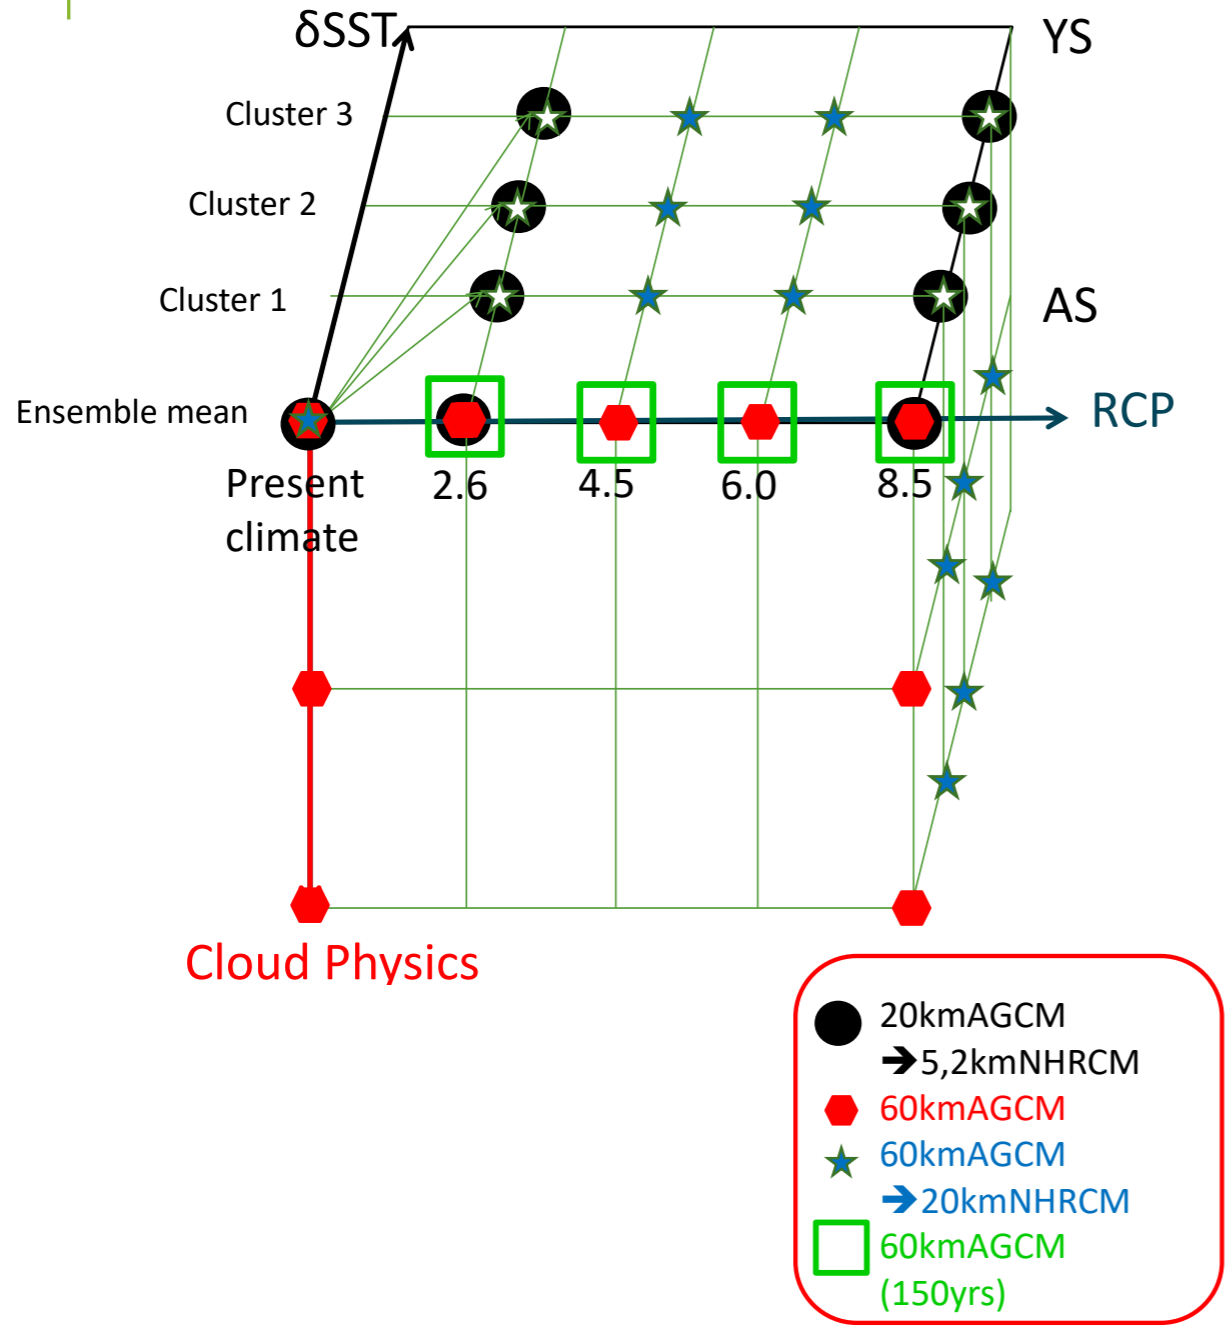 δSST
YS
Cluster 3
Cluster 2
Cluster 1
AS
Ensemble mean
RCP
Present
climate
2.6
4.5
6.0
8.5
Cloud Physics
20kmAGCM
➔5,2kmNHRCM
60kmAGCM
60kmAGCM
➔20kmNHRCM
60kmAGCM
(150yrs)